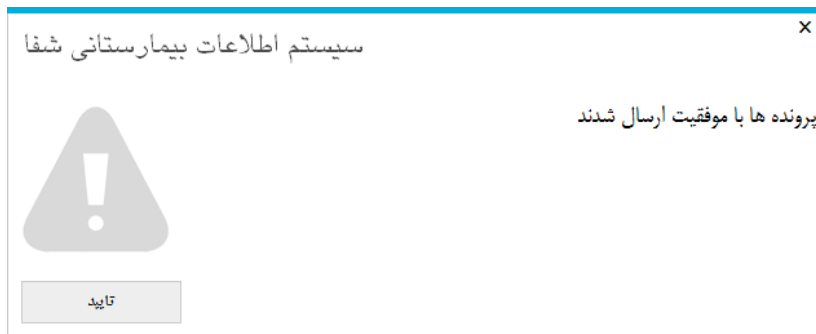 ×
سیستم اطلاعات بیمارستانی شفا
پرونده ها با موفقیت ارسال شدند
تایید